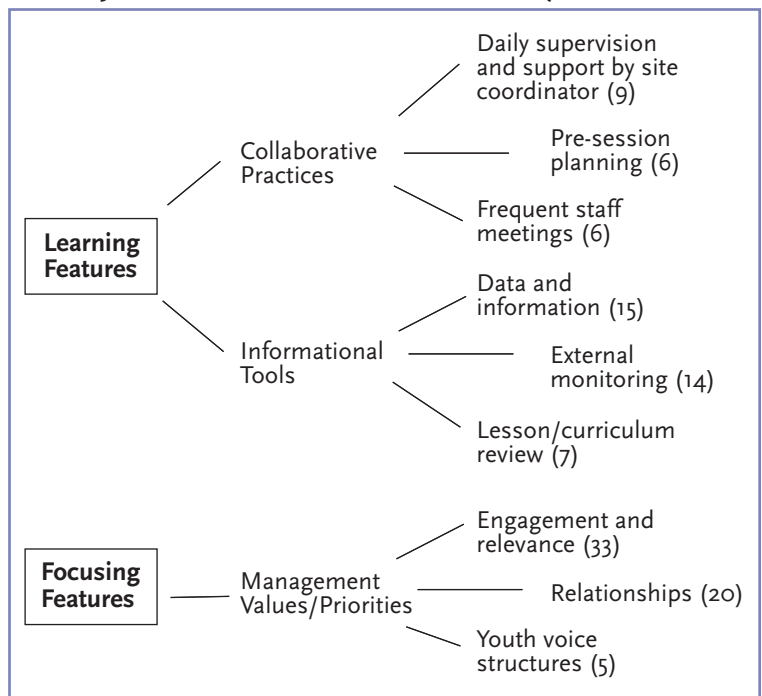 Daily supervision
and support by site
coordinator (9)
Collaborative
Practices
Pre-session
planning (6)
Frequent staff
meetings (6)
Learning
Features
Data and
information (15)
Informational
Tools
External
monitoring (14)
Lesson/curriculum
review (7)
Engagement and
relevance (33)
Focusing
Features
Management
Values/Priorities
Relationships (20)
Youth voice
structures (5)